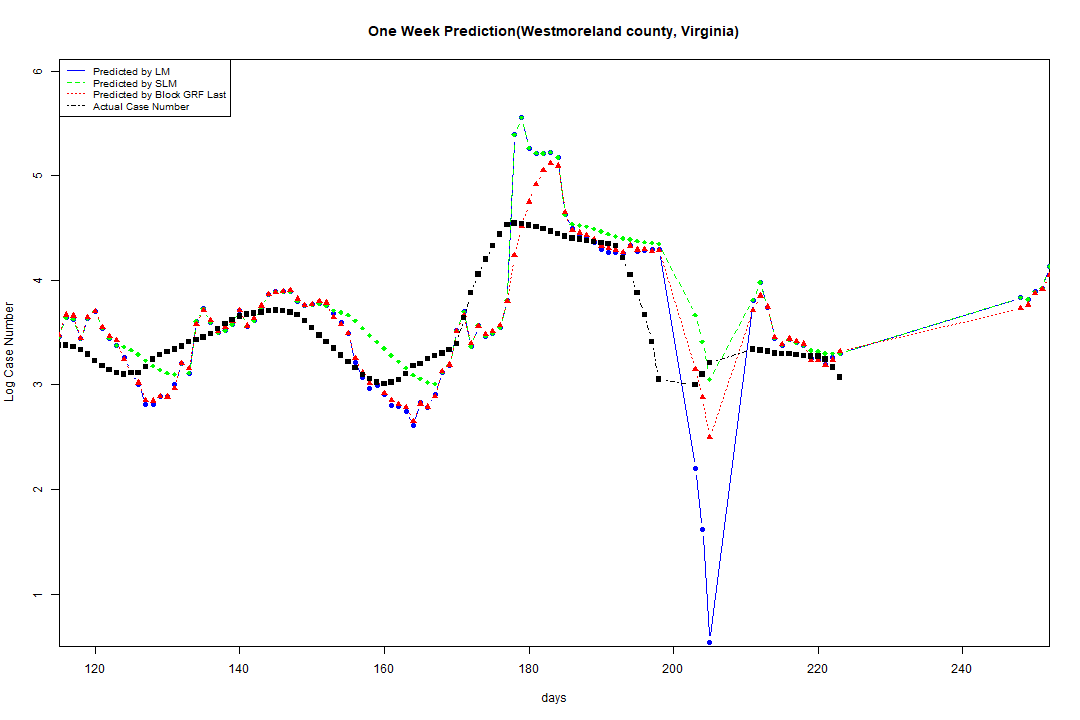 One Week Prediction(Westmoreland county, Virginia)
Predicted by LM
Predicted by SLM
Predicted by Block GRF Last
Actual Case Number
6
5
4
3
2
1
Log Case Number
120 140 160 180 200 220 240
days